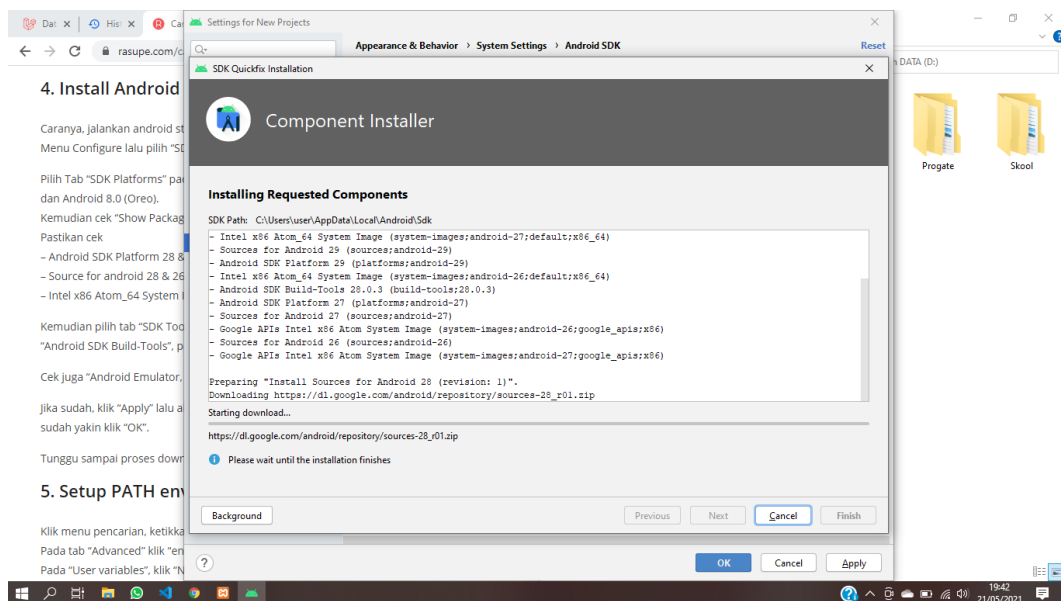 Dat
Hist
Ca
Settings for New Projects
rasupe.com/c
Appearance & Behavior › System Settings › Android SDK
Reset
DATA (D:)
SDK Quickfix Installation
Component Installer
4. Install Android
Caranya, jalankan android st
Menu Configure lalu pilih "SD
Pilih Tab "SDK Platforms" pa
dan Android 8.0 (Oreo).
Kemudian cek "Show Packag
Pastikan cek
– Android SDK Platform 28 &
– Source for android 28 & 26
– Intel x86 Atom_64 System I
Kemudian pilih tab "SDK Too
"Android SDK Build-Tools", p
Cek juga "Android Emulator,
Jika sudah, klik "Apply" lalu a
sudah yakin klik "OK".
Tunggu sampai proses down
5. Setup PATH env
Klik menu pencarian, ketikka
Pada tab "Advanced" klik "en
Pada "User variables", klik "N
Installing Requested Components
SDK Path: C:\Users\user\AppData\Local\Android\Sdk
- Intel x86 Atom_64 System Image (system-images;android-27;default;x86_64)
- Sources for Android 29 (sources;android-29)
- Android SDK Platform 29 (platforms;android-29)
- Intel x86 Atom_64 System Image (system-images;android-26;default;x86_64)
- Android SDK Build-Tools 28.0.3 (build-tools;28.0.3)
- Android SDK Platform 27 (platforms;android-27)
- Sources for Android 27 (sources;android-27)
- Google APIs Intel x86 Atom System Image (system-images;android-26;google_apis;x86)
- Sources for Android 26 (sources;android-26)
- Google APIs Intel x86 Atom System Image (system-images;android-27;google_apis;x86)
Preparing "Install Sources for Android 28 (revision: 1)".
Downloading https://dl.google.com/android/repository/sources-28_r01.zip
Starting download...
https://dl.google.com/android/repository/sources-28_r01.zip
Please wait until the installation finishes
Background
Previous
Next
Cancel
Finish
?
OK
Cancel
Apply
Progate
Skool
19:42
21/05/2021